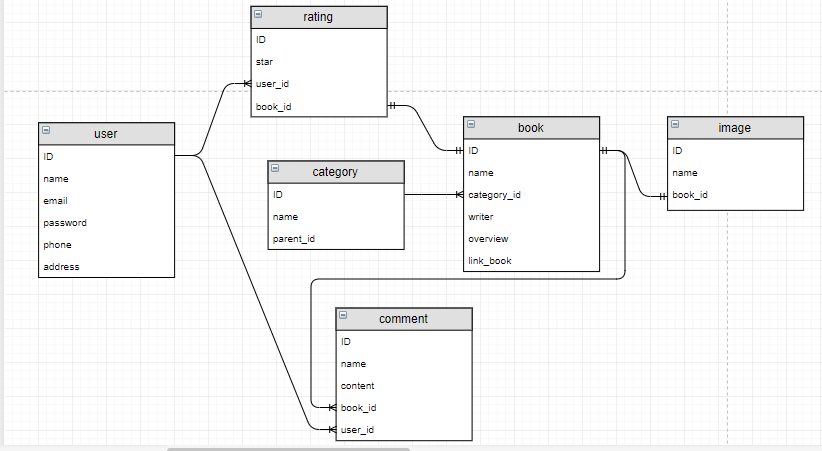 rating
ID
star
user_id
book_id
user
ID
name
email
password
phone
address
category
ID
name
parent_id
book
ID
name
category_id
writer
overview
link_book
image
ID
name
book_id
comment
ID
name
content
book_id
user_id